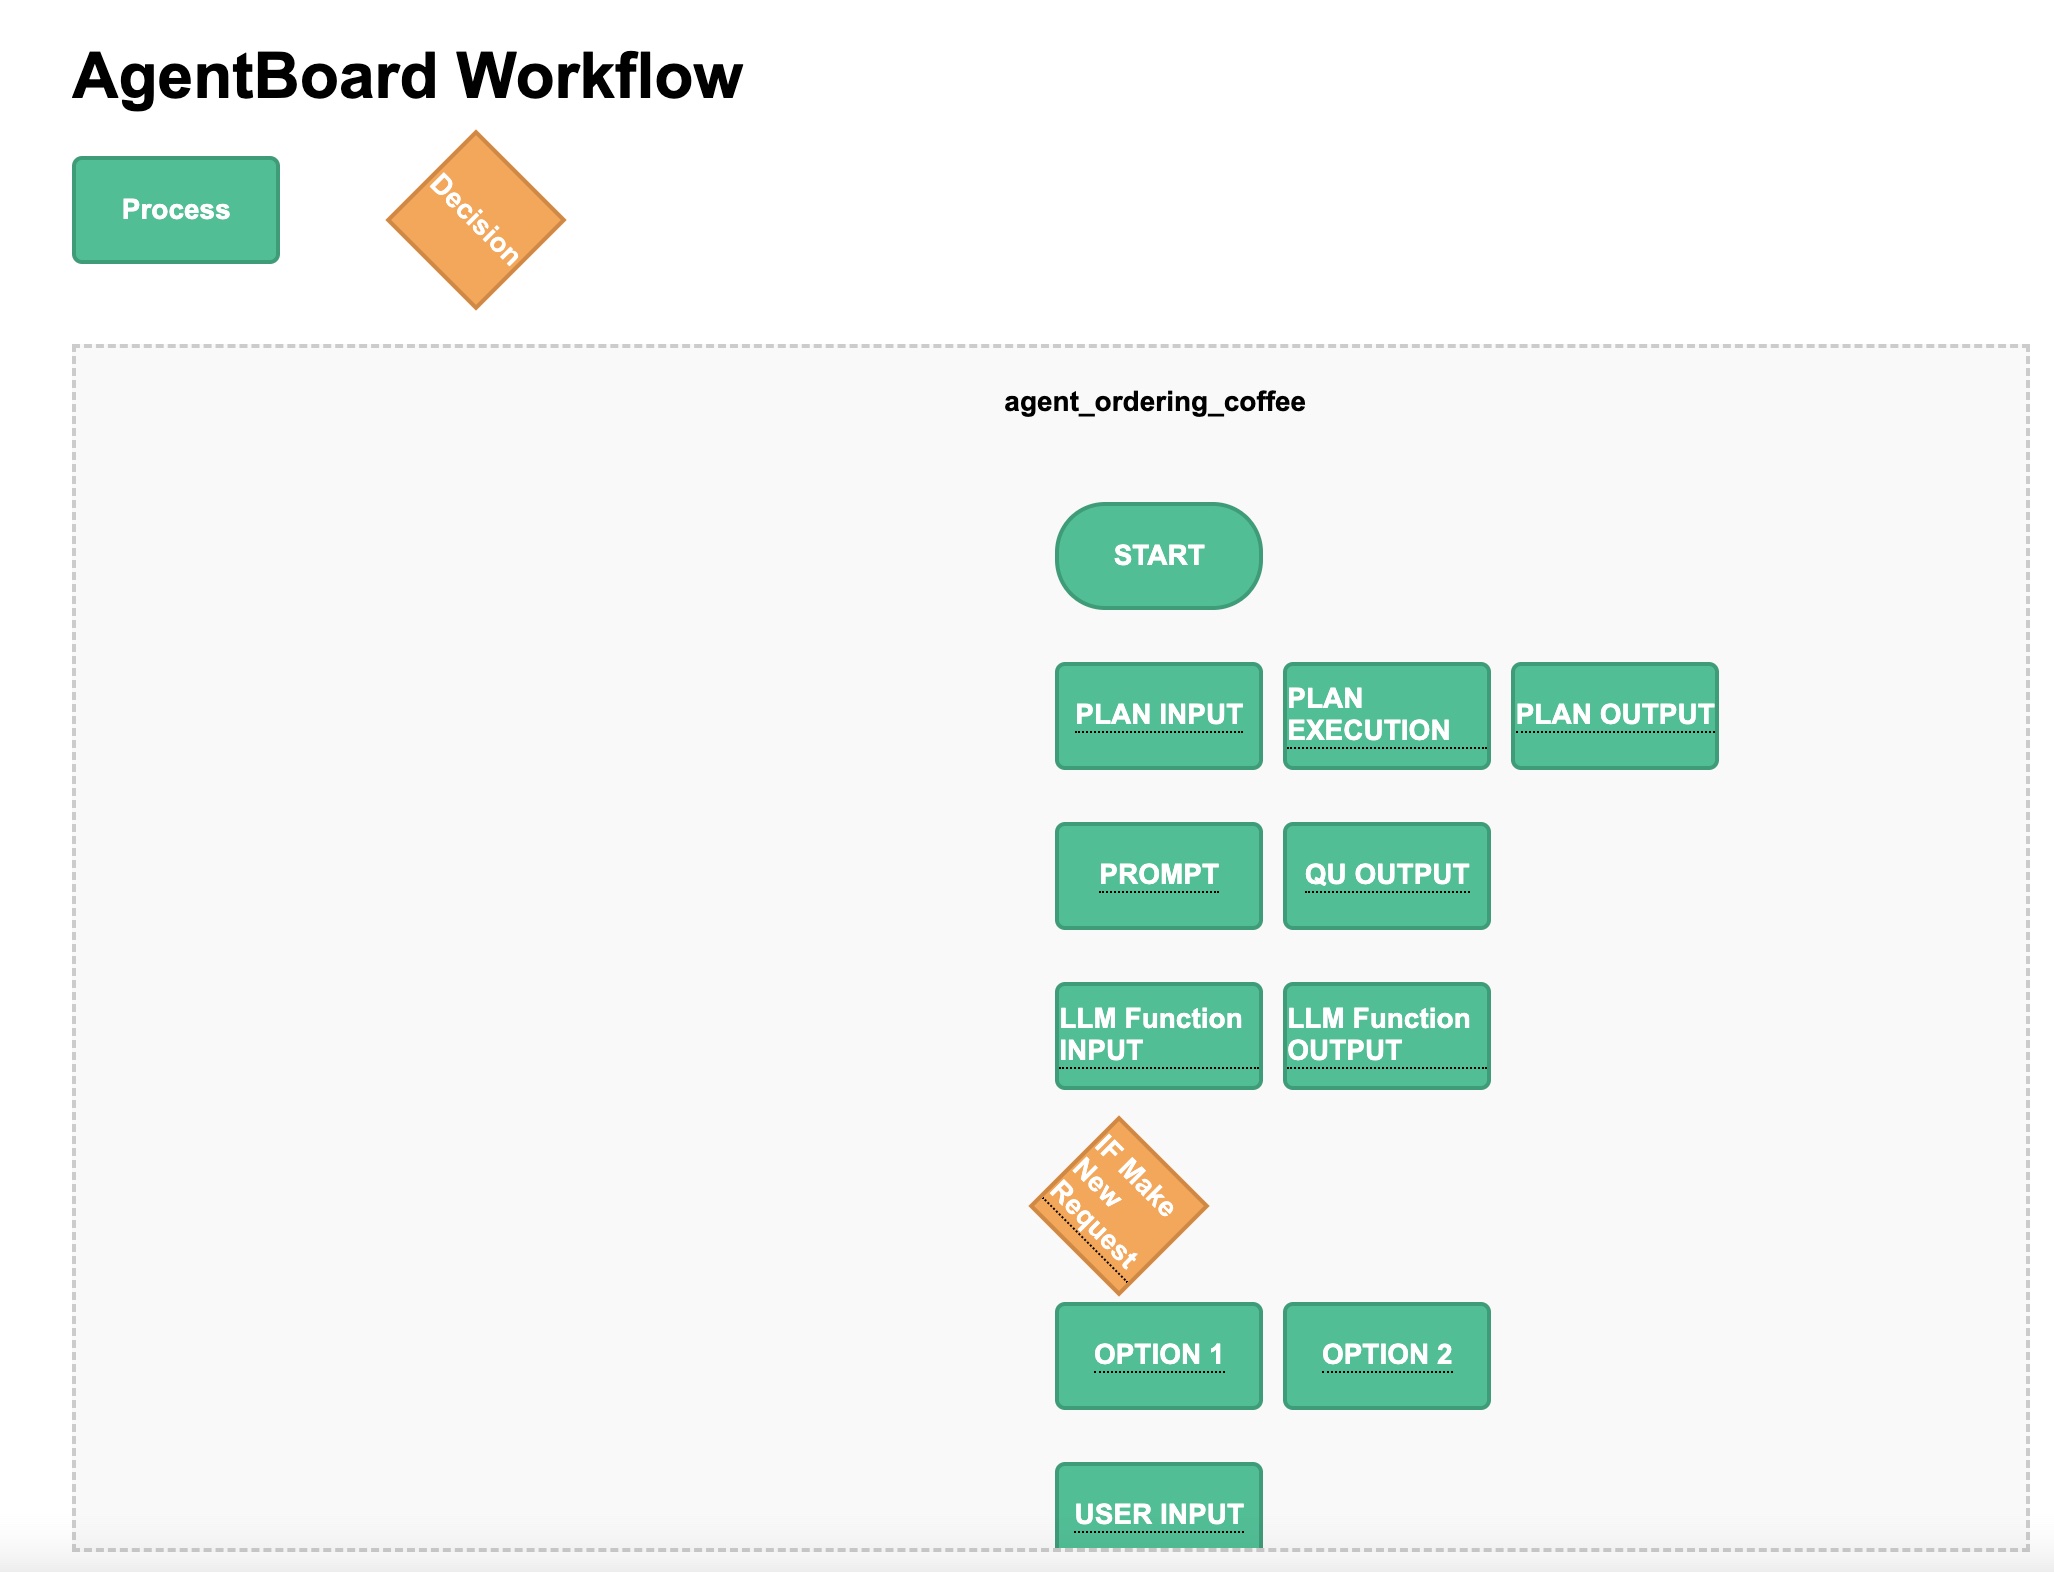 AgentBoard Workflow
Process
Decision
agent_ordering_coffee
START
PLAN INPUT
PLAN
EXECUTION
PLAN OUTPUT
PROMPT
QU OUTPUT
LLM Function
INPUT
LLM Function
OUTPUT
IF Make
New
Request
OPTION 1
OPTION 2
USER INPUT